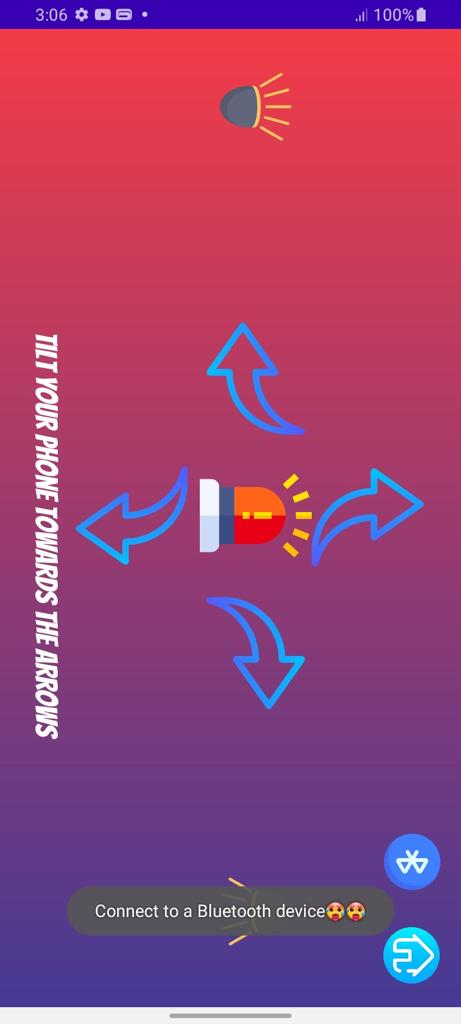 3:06
100%
TILT YOUR PHONE TOWARDS THE ARROWS
Connect to a Bluetooth device🥵🥵